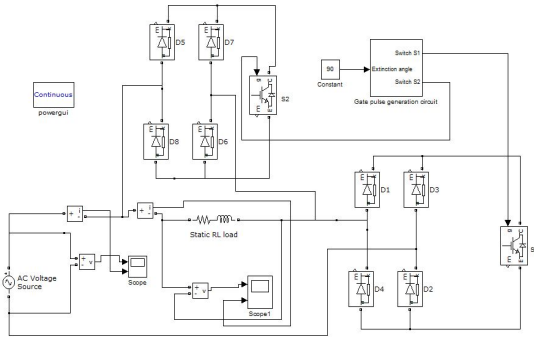 D5
D7
D8
D6
S2
Continuous
powergui
90
Constant
Extinction angle
Switch S1
Switch S2
Gate pulse generation circuit
D1
D3
D4
D2
S
AC Voltage
Source
+
-
i
+
-
v
Scope
+
-
i
Static RL load
+
-
v
Scope1
E
E
E
E
E
E
E
E
E
E
g
C
g
C